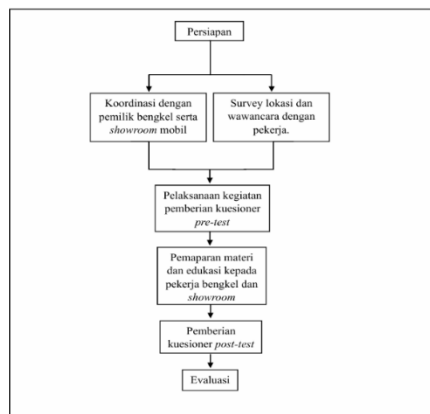 Persiapan
Koordinasi dengan
pemilik bengkel serta
showroom mobil
Survey lokasi dan
wawancara dengan
pekerja.
Pelaksanaan kegiatan
pemberian kuesioner
pre-test
Pemaparan materi
dan edukasi kepada
pekerja bengkel dan
showroom
Pemberian
kuesioner post-test
Evaluasi